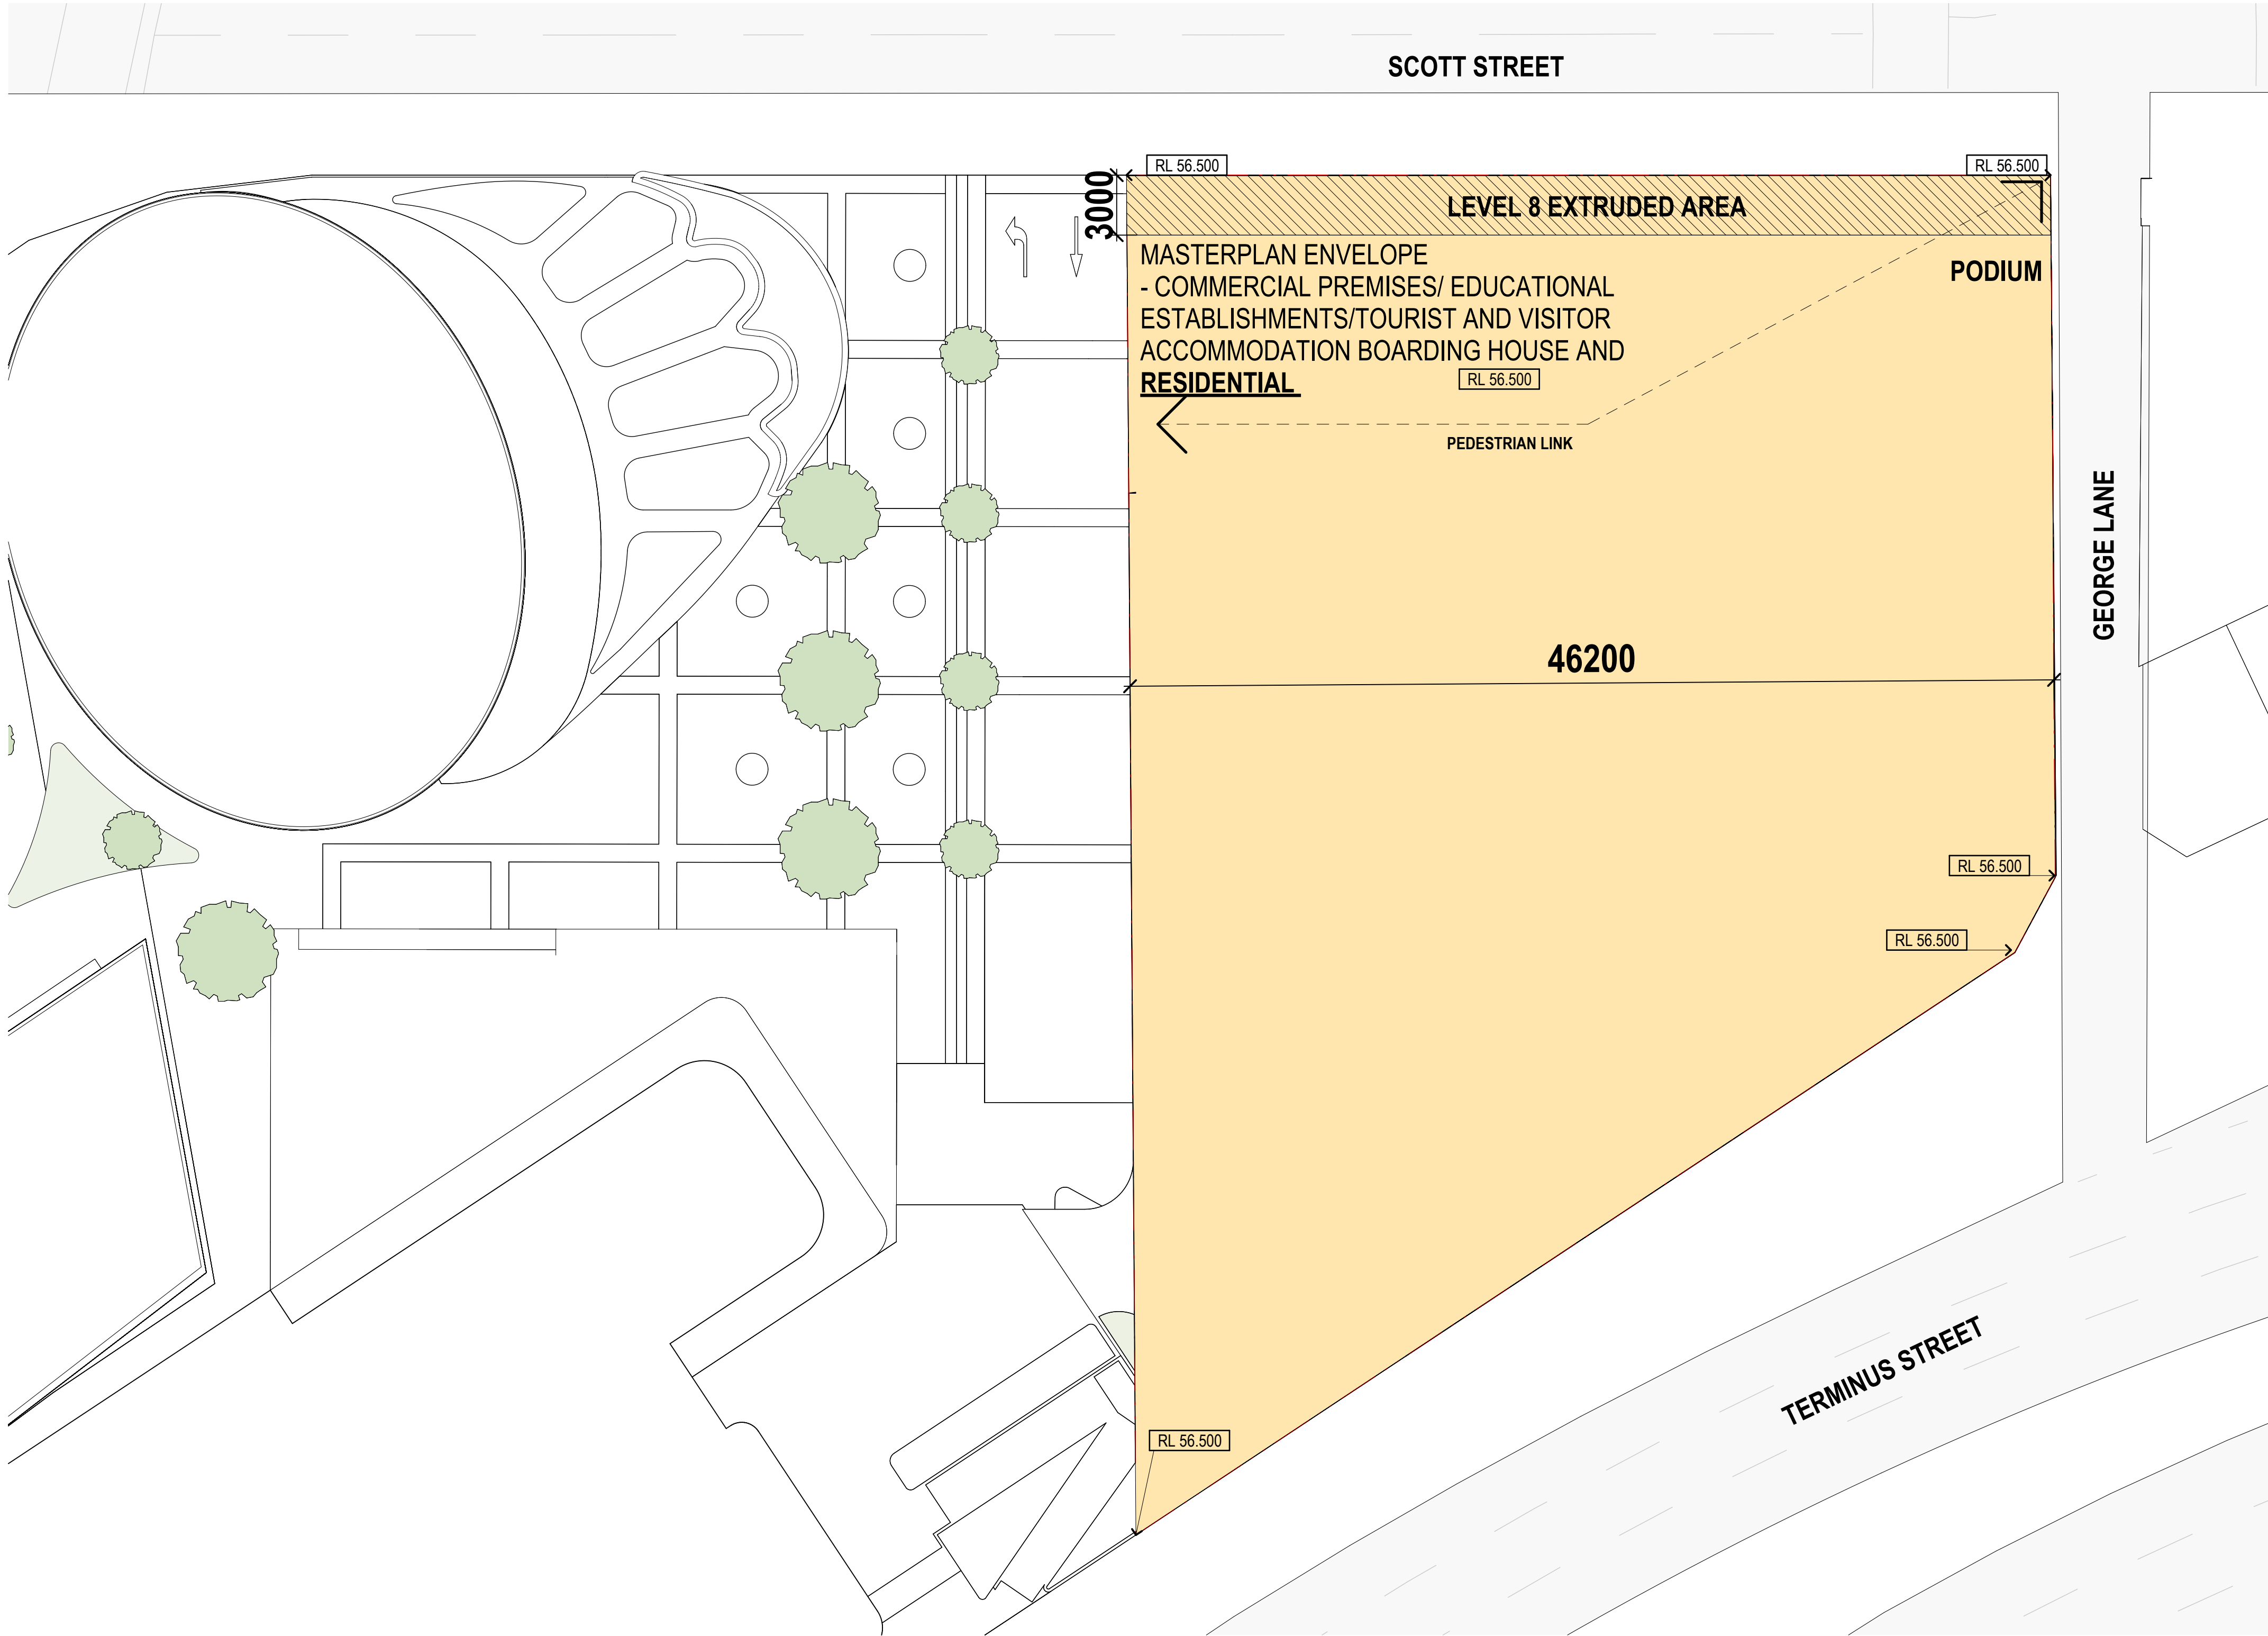 SCOTT STREET
RL 56.500
RL 56.500
3000
LEVEL 8 EXTRUDED AREA
MASTERPLAN ENVELOPE
- COMMERCIAL PREMISES/ EDUCATIONAL
ESTABLISHMENTS/TOURIST AND VISITOR
ACCOMMODATION BOARDING HOUSE AND
RESIDENTIAL
PODIUM
RL 56.500
PEDESTRIAN LINK
GEORGE LANE
46200
RL 56.500
RL 56.500
TERMINUS STREET
RL 56.500